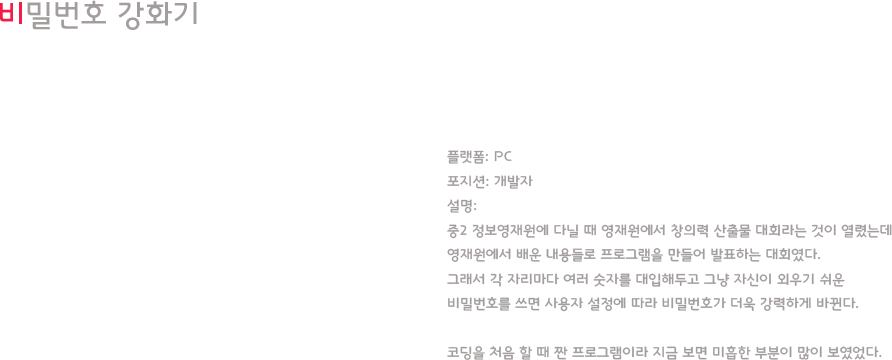 비밀번호 강화기
플랫폼: PC
포지션: 개발자
설명:
중2 정보영재원에 다닐 때 영재원에서 창의력 산출물 대회라는 것이 열렸는데
영재원에서 배운 내용들로 프로그램을 만들어 발표하는 대회였다.
그래서 각 자리마다 여러 숫자를 대입해두고 그냥 자신이 외우기 쉬운
비밀번호를 쓰면 사용자 설정에 따라 비밀번호가 더욱 강력하게 바뀐다.
코딩을 처음 할 때 짠 프로그램이라 지금 보면 미흡한 부분이 많이 보였었다.